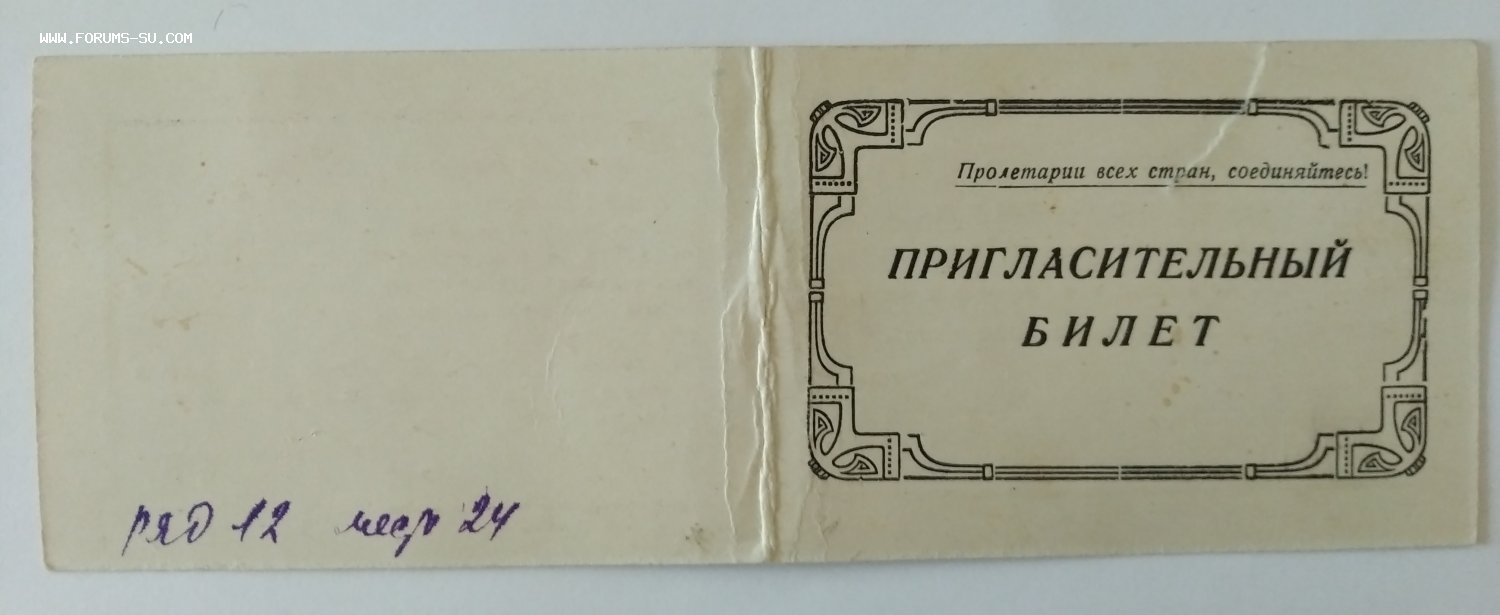 WWW.FORUMS-SU.COM
Пролетарии всех стран, соединяйтесь!
ПРИГЛАСИТЕЛЬНЫЙ
БИЛЕТ
ряд 12 место 24